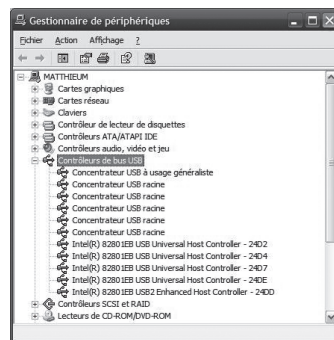 Gestionnaire de périphériques
Fichier Action Affichage ?
MATTHIEUM
Cartes graphiques
Cartes réseau
Claviers
Contrôleur de lecteur de disquettes
Contrôleurs ATA/ATAPI IDE
Contrôleurs audio, vidéo et jeu
Contrôleurs de bus USB
Concentrateur USB à usage généraliste
Concentrateur USB racine
Concentrateur USB racine
Concentrateur USB racine
Concentrateur USB racine
Concentrateur USB racine
Intel(R) 82801EB USB Universal Host Controller - 24D2
Intel(R) 82801EB USB Universal Host Controller - 24D4
Intel(R) 82801EB USB Universal Host Controller - 24D7
Intel(R) 82801EB USB Universal Host Controller - 24DE
Intel(R) 82801EB USB2 Enhanced Host Controller - 24DD
Contrôleurs SCSI et RAID
Lecteurs de CD-ROM/DVD-ROM